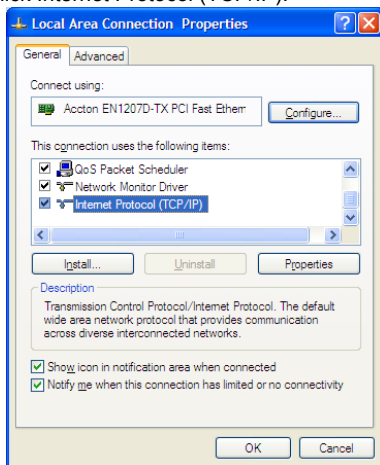 Local Area Connection Properties
General Advanced
Connect using:
Accton EN1207D-TX PCI Fast Ethern
Configure...
This connection uses the following items:
QoS Packet Scheduler
Network Monitor Driver
Internet Protocol (TCP/IP)
Install... Uninstall Properties
Description
Transmission Control Protocol/Internet Protocol. The default
wide area network protocol that provides communication
across diverse interconnected networks.
Show icon in notification area when connected
Notify me when this connection has limited or no connectivity
OK Cancel